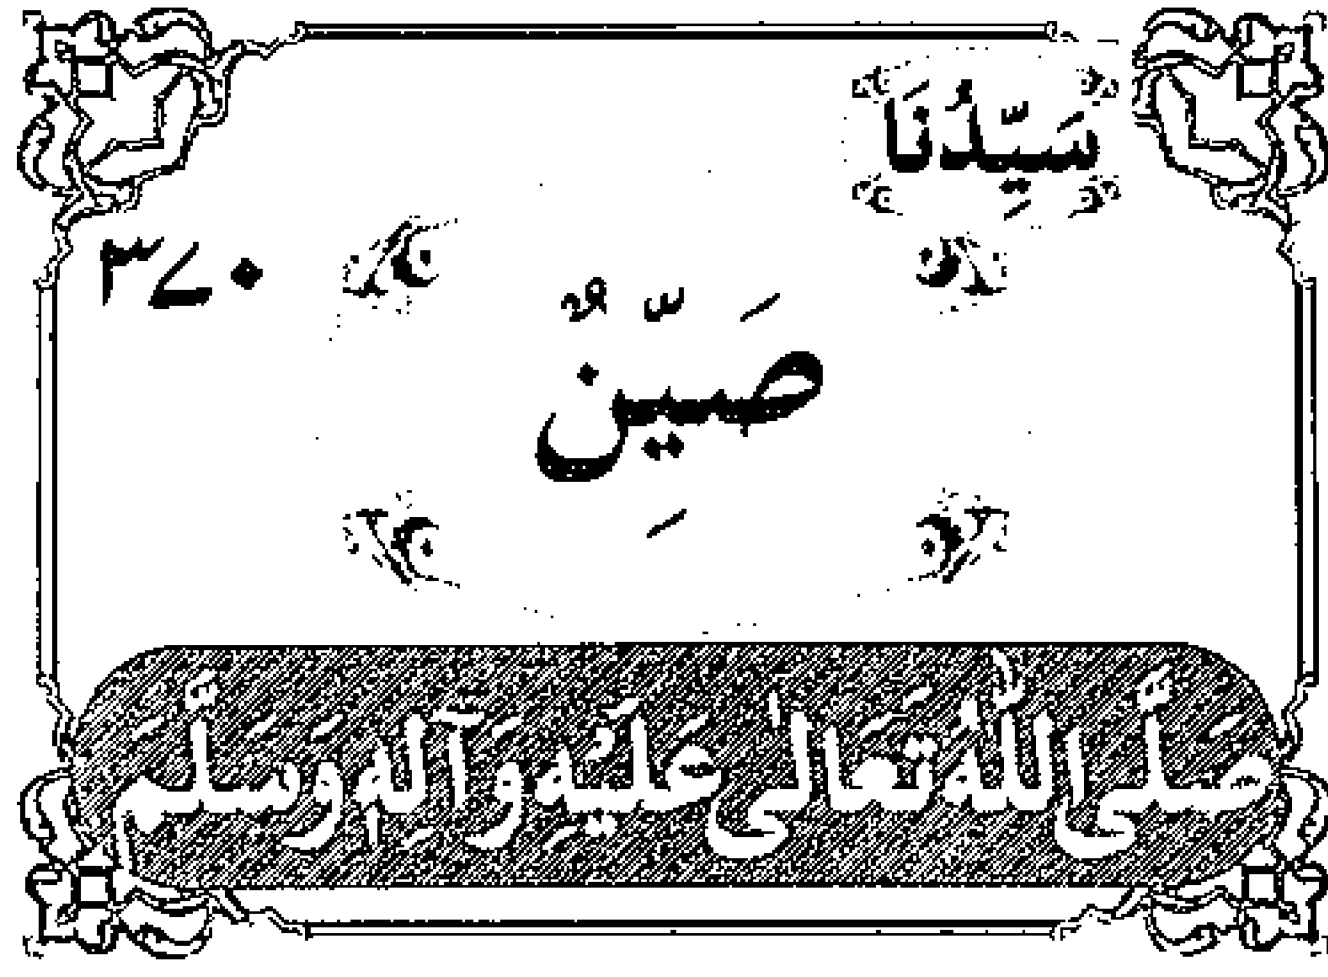 سَيِّدُنَا
۳۷۰
صَيِّنٌ
صَلَّى اللّٰهُ تَعَالٰى عَلَيْهِ وَآلِهٖ وَسَلَّمَ